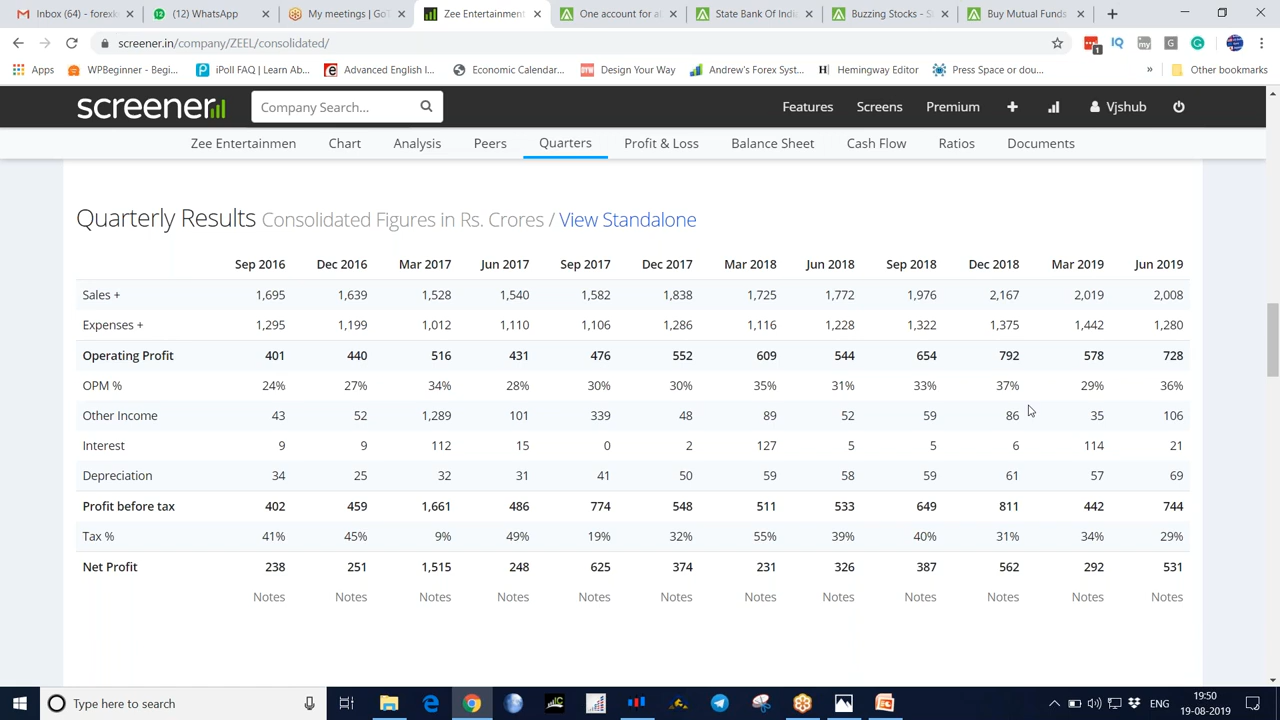 Inbox (64) - forexk
(12) WhatsApp
My meetings | GoT
Zee Entertainment
One account for al
State Bank Of Indi
Buzzing Stocks - S
Buy Mutual Funds
screener.in/company/ZEEL/consolidated/
1
Apps
WPBeginner - Begi...
iPoll FAQ | Learn Ab...
Advanced English I...
Economic Calendar...
Design Your Way
Andrew's Forex Syst...
Hemingway Editor
Press Space or dou...
»
Other bookmarks
screener
Company Search...
Features
Screens
Premium
Vjshub
Zee Entertainmen
Chart
Analysis
Peers
Quarters
Profit & Loss
Balance Sheet
Cash Flow
Ratios
Documents
Quarterly Results Consolidated Figures in Rs. Crores / View Standalone
Sep 2016 Dec 2016 Mar 2017 Jun 2017 Sep 2017 Dec 2017 Mar 2018 Jun 2018 Sep 2018 Dec 2018 Mar 2019 Jun 2019
Sales + 1,695 1,639 1,528 1,540 1,582 1,838 1,725 1,772 1,976 2,167 2,019 2,008
Expenses + 1,295 1,199 1,012 1,110 1,106 1,286 1,116 1,228 1,322 1,375 1,442 1,280
Operating Profit 401 440 516 431 476 552 609 544 654 792 578 728
OPM % 24% 27% 34% 28% 30% 30% 35% 31% 33% 37% 29% 36%
Other Income 43 52 1,289 101 339 48 89 52 59 86 35 106
Interest 9 9 112 15 0 2 127 5 5 6 114 21
Depreciation 34 25 32 31 41 50 59 58 59 61 57 69
Profit before tax 402 459 1,661 486 774 548 511 533 649 811 442 744
Tax % 41% 45% 9% 49% 19% 32% 55% 39% 40% 31% 34% 29%
Net Profit 238 251 1,515 248 625 374 231 326 387 562 292 531
Notes Notes Notes Notes Notes Notes Notes Notes Notes Notes Notes Notes
Type here to search
ENG
19:50
19-08-2019